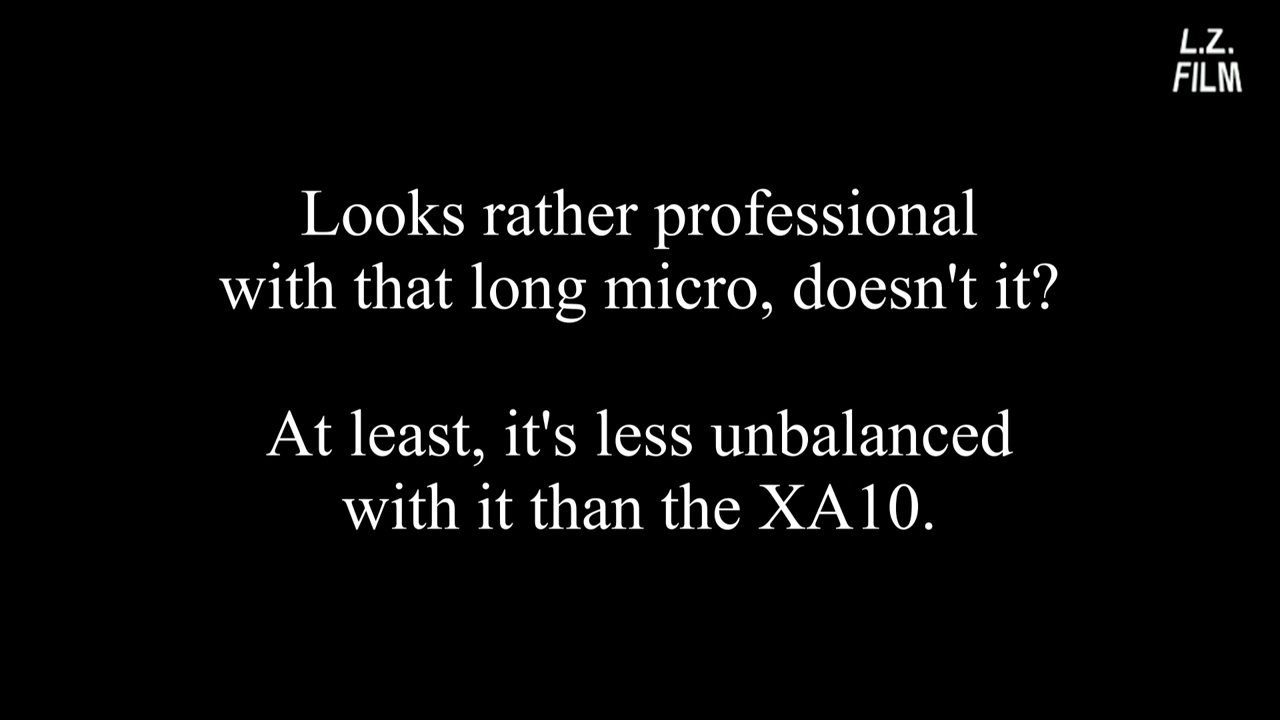 L.Z.
FILM
Looks rather professional
with that long micro, doesn't it?
At least, it's less unbalanced
with it than the XA10.